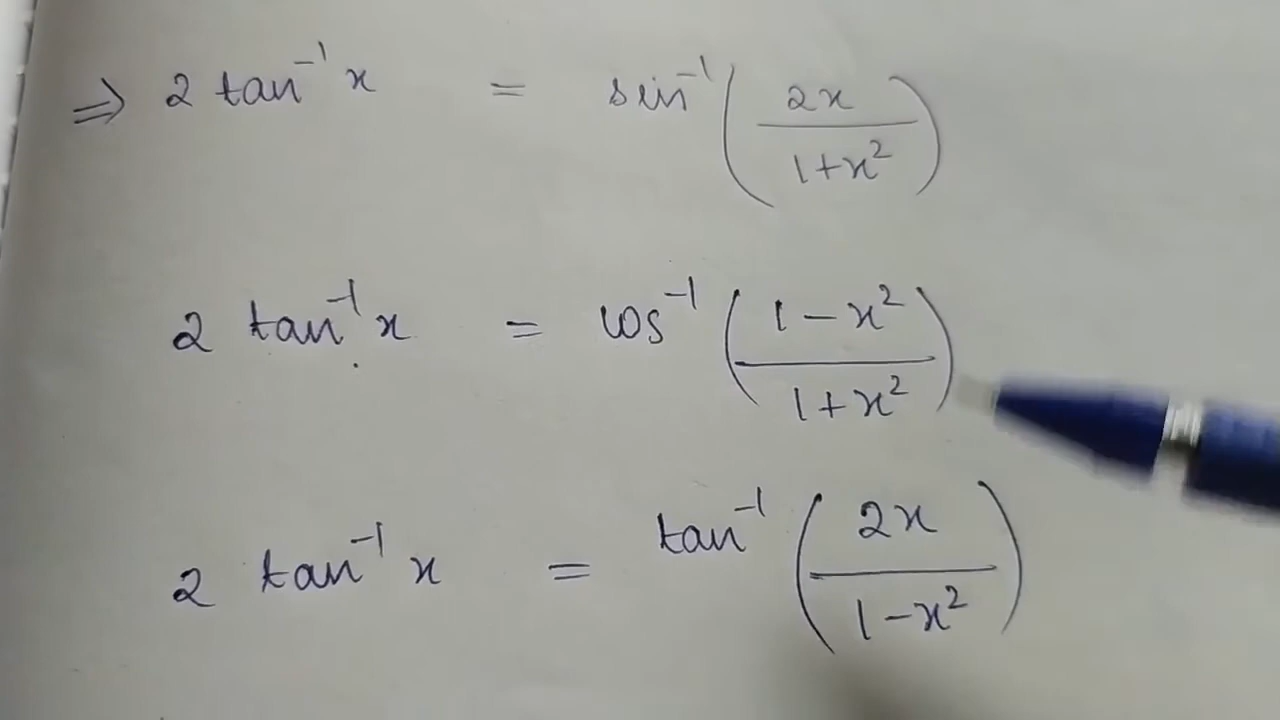 ⇒ 2 tan⁻¹ x = sin⁻¹ (2x / 1+x²)
2 tan⁻¹ x = cos⁻¹ (1−x² / 1+x²)
2 tan⁻¹ x = tan⁻¹ (2x / 1−x²)